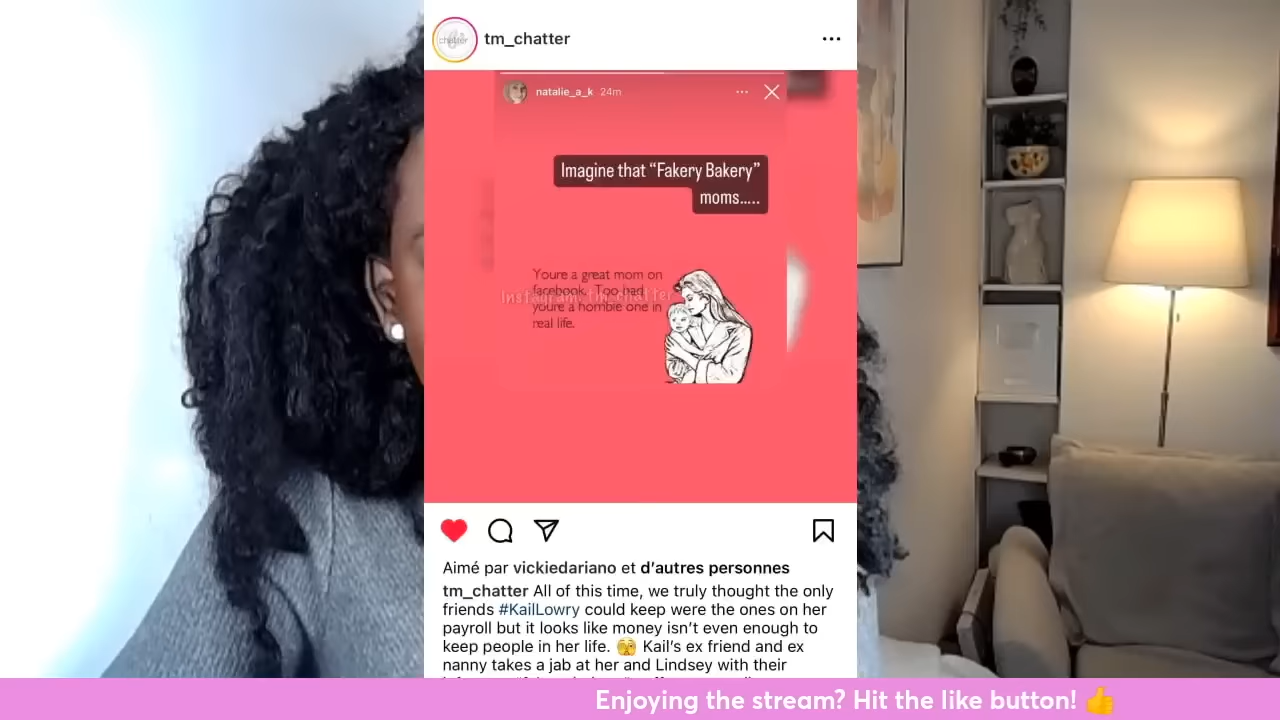 chatter
tm_chatter
natalie_a_k 24m
Imagine that “Fakery Bakery”
moms.....
Youre a great mom on
facebook. Too bad
Instagram: tm_chatter
youre a horrible one in
real life.
Aimé par vickiedariano et d’autres personnes
tm_chatter All of this time, we truly thought the only
friends #KailLowry could keep were the ones on her
payroll but it looks like money isn’t even enough to
keep people in her life. 🫣 Kail’s ex friend and ex
nanny takes a jab at her and Lindsey with their
Enjoying the stream? Hit the like button! 👍